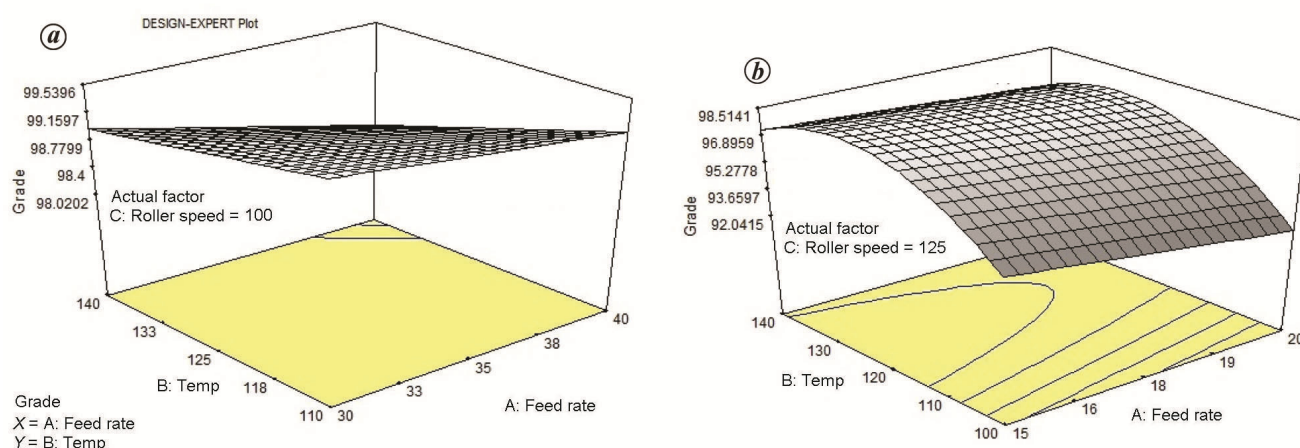 DESIGN-EXPERT Plot
a
99.5396
99.1597
98.7799
98.4
98.0202
Grade
Actual factor
C: Roller speed = 100
140
133
125
118
110
B: Temp
30
33
35
38
40
A: Feed rate
Grade
X = A: Feed rate
Y = B: Temp
b
98.5141
96.8959
95.2778
93.6597
92.0415
Grade
Actual factor
C: Roller speed = 125
140
130
120
110
100
B: Temp
15
16
18
19
20
A: Feed rate